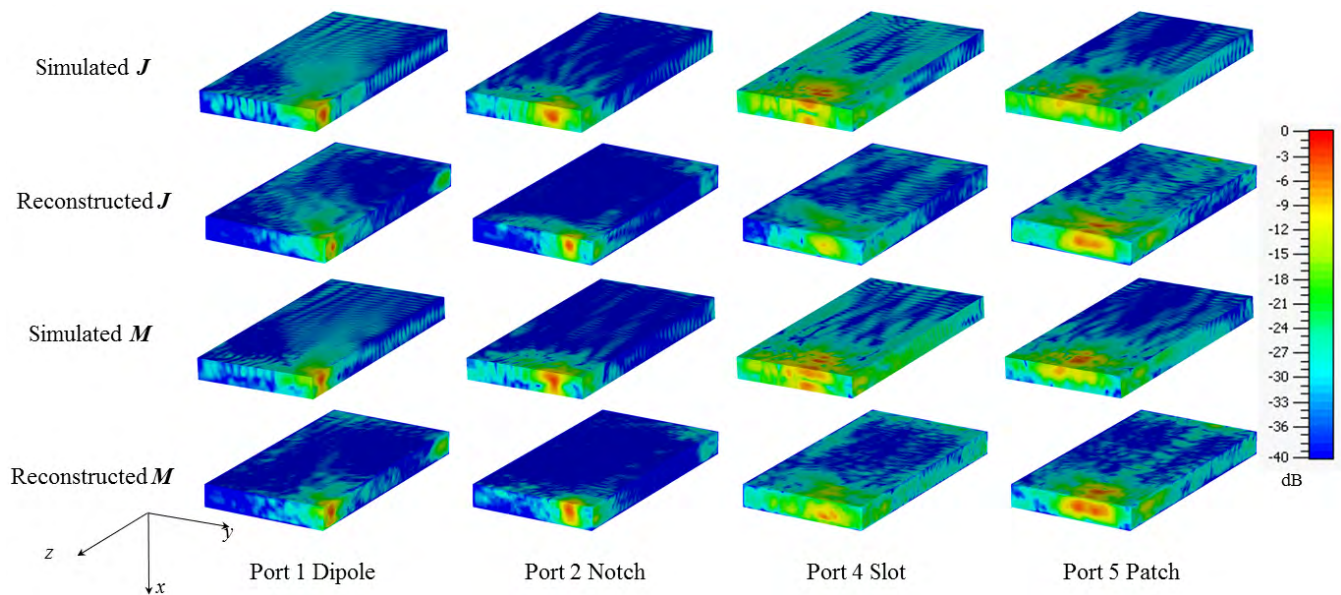 Simulated J
Reconstructed J
Simulated M
Reconstructed M
z
y
x
Port 1 Dipole
Port 2 Notch
Port 4 Slot
Port 5 Patch
0
-3
-6
-9
-12
-15
-18
-21
-24
-27
-30
-33
-36
-40
dB